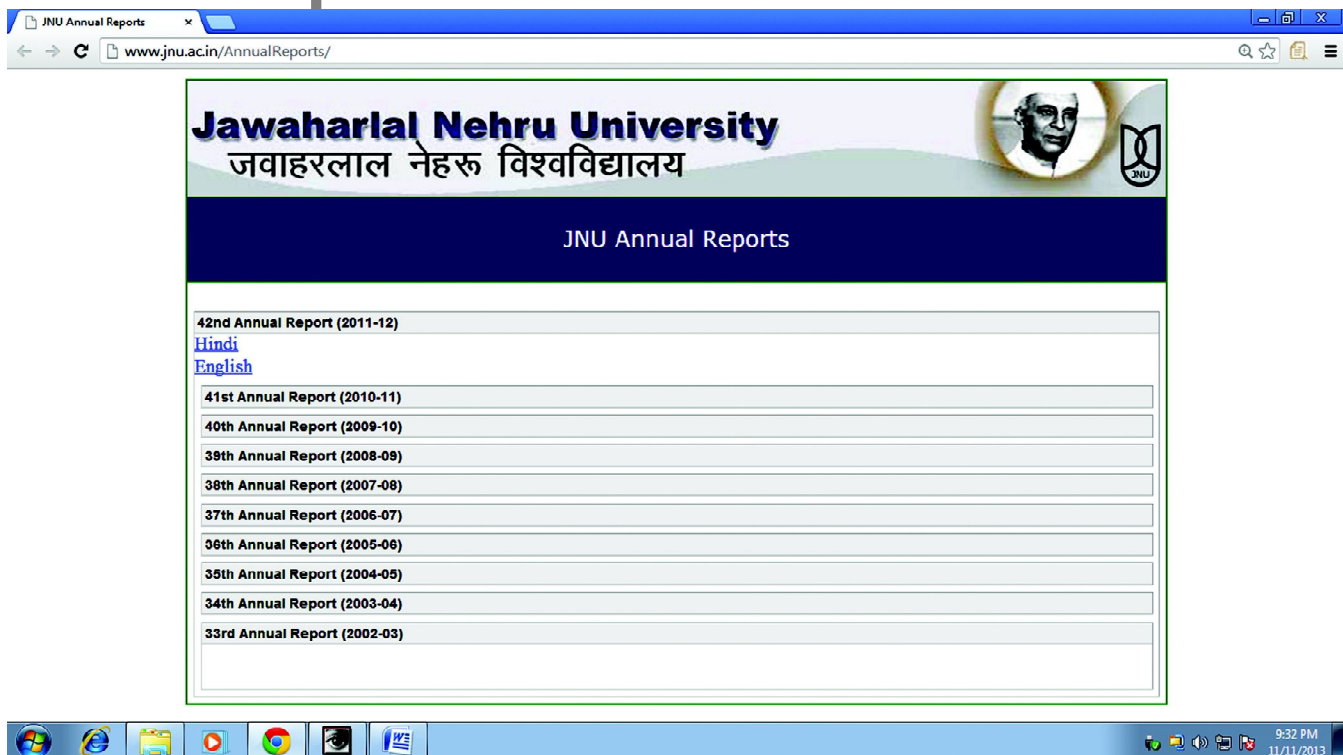 JNU Annual Reports
www.jnu.ac.in/AnnualReports/
Jawaharlal Nehru University
जवाहरलाल नेहरू विश्वविद्यालय
JNU
JNU Annual Reports
42nd Annual Report (2011-12)
Hindi
English
41st Annual Report (2010-11)
40th Annual Report (2009-10)
39th Annual Report (2008-09)
38th Annual Report (2007-08)
37th Annual Report (2006-07)
36th Annual Report (2005-06)
35th Annual Report (2004-05)
34th Annual Report (2003-04)
33rd Annual Report (2002-03)
9:32 PM
11/11/2013